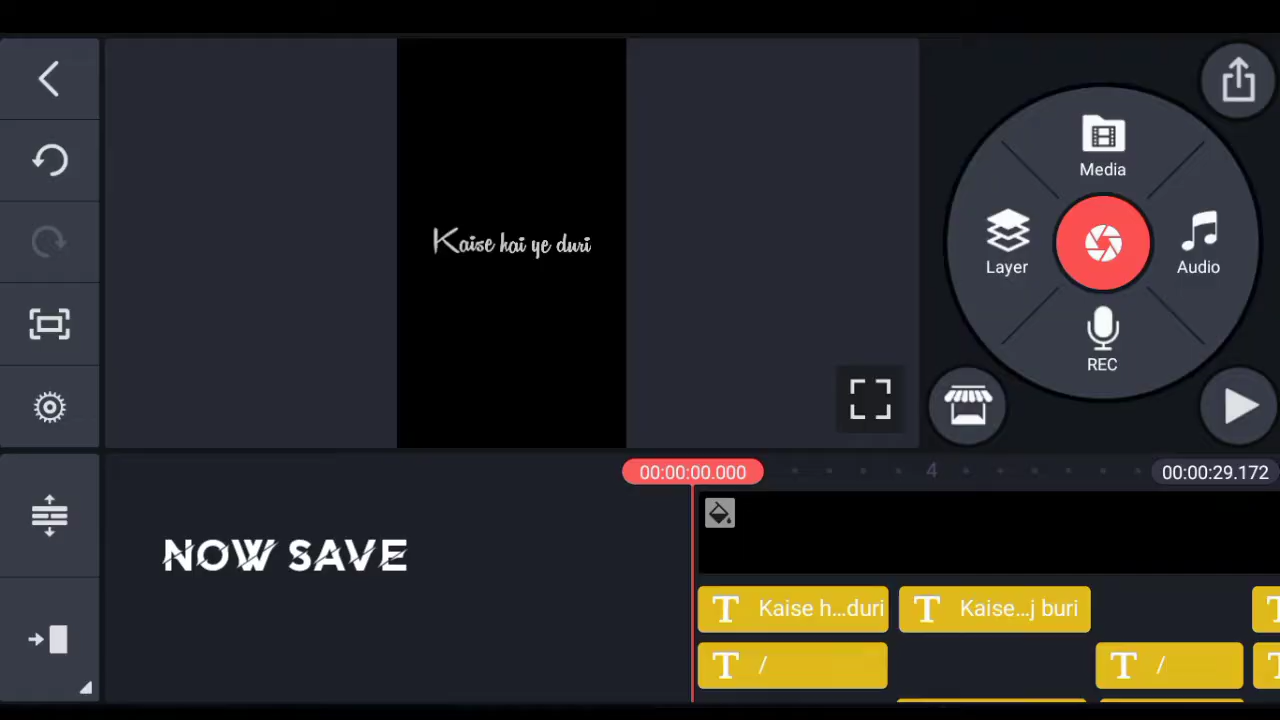 Media
Kaise hai ye duri
Layer
Audio
REC
00:00:00.000
4
00:00:29.172
NOW SAVE
T Kaise h...duri
T Kaise...j buri
T
T /
T /
T